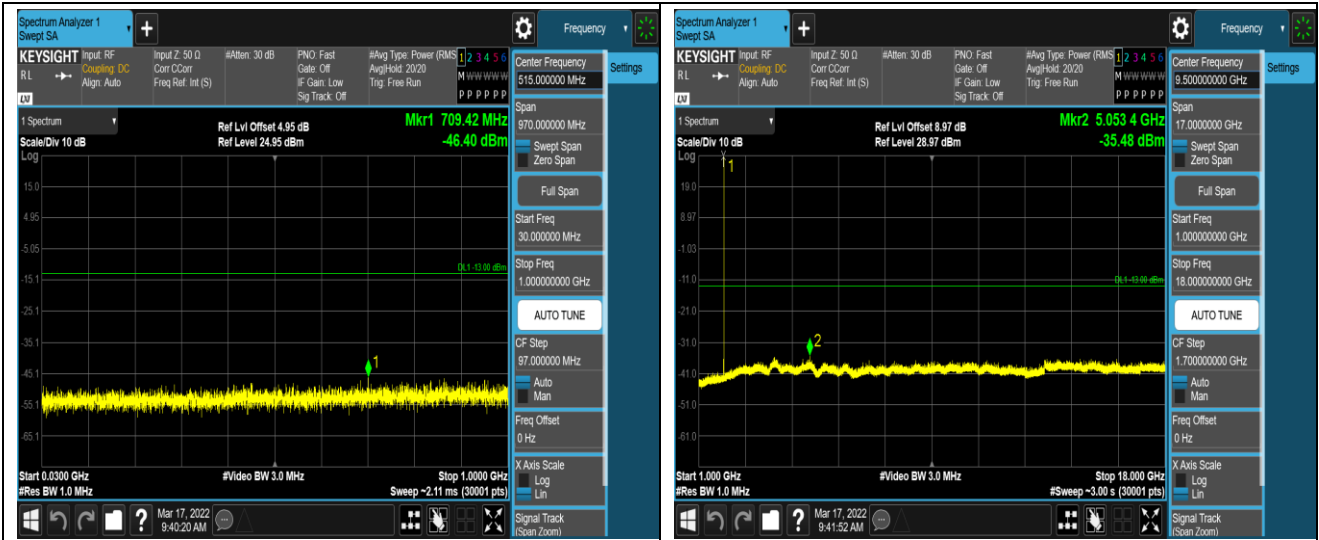 Spectrum Analyzer 1
Swept SA
+
Frequency
KEYSIGHT
RL
LXI
Input: RF
Coupling: DC
Align: Auto
Input Z: 50 Ω
Corr CCorr
Freq Ref: Int (S)
#Atten: 30 dB
PNO: Fast
Gate: Off
IF Gain: Low
Sig Track: Off
#Avg Type: Power (RMS
Avg|Hold: 20/20
Trig: Free Run
1 2 3 4 5 6
M W W W W W
P P P P P P
1 Spectrum
Scale/Div 10 dB
Log
Ref Lvl Offset 4.95 dB
Ref Level 24.95 dBm
Mkr1 709.42 MHz
-46.40 dBm
15.0
4.95
-5.05
DL1 -13.00 dBm
-15.1
-25.1
-35.1
1
-45.1
-55.1
-65.1
Start 0.0300 GHz
#Res BW 1.0 MHz
#Video BW 3.0 MHz
Stop 1.0000 GHz
Sweep ~2.11 ms (30001 pts)
Mar 17, 2022
9:40:20 AM
Center Frequency
515.000000 MHz
Settings
Span
970.000000 MHz
Swept Span
Zero Span
Full Span
Start Freq
30.000000 MHz
Stop Freq
1.000000000 GHz
AUTO TUNE
CF Step
97.000000 MHz
Auto
Man
Freq Offset
0 Hz
X Axis Scale
Log
Lin
Signal Track
(Span Zoom)
Spectrum Analyzer 1
Swept SA
+
Frequency
KEYSIGHT
RL
LXI
Input: RF
Coupling: DC
Align: Auto
Input Z: 50 Ω
Corr CCorr
Freq Ref: Int (S)
#Atten: 30 dB
PNO: Fast
Gate: Off
IF Gain: Low
Sig Track: Off
#Avg Type: Power (RMS
Avg|Hold: 20/20
Trig: Free Run
1 2 3 4 5 6
M W W W W W
P P P P P P
1 Spectrum
Scale/Div 10 dB
Log
Ref Lvl Offset 8.97 dB
Ref Level 28.97 dBm
Mkr2 5.053 4 GHz
-35.48 dBm
1
19.0
8.97
-1.03
-11.0
DL1 -13.00 dBm
-21.0
-31.0
2
-41.0
-51.0
-61.0
Start 1.000 GHz
#Res BW 1.0 MHz
#Video BW 3.0 MHz
Stop 18.000 GHz
#Sweep ~3.00 s (30001 pts)
Mar 17, 2022
9:41:52 AM
Center Frequency
9.500000000 GHz
Settings
Span
17.0000000 GHz
Swept Span
Zero Span
Full Span
Start Freq
1.000000000 GHz
Stop Freq
18.000000000 GHz
AUTO TUNE
CF Step
1.700000000 GHz
Auto
Man
Freq Offset
0 Hz
X Axis Scale
Log
Lin
Signal Track
(Span Zoom)